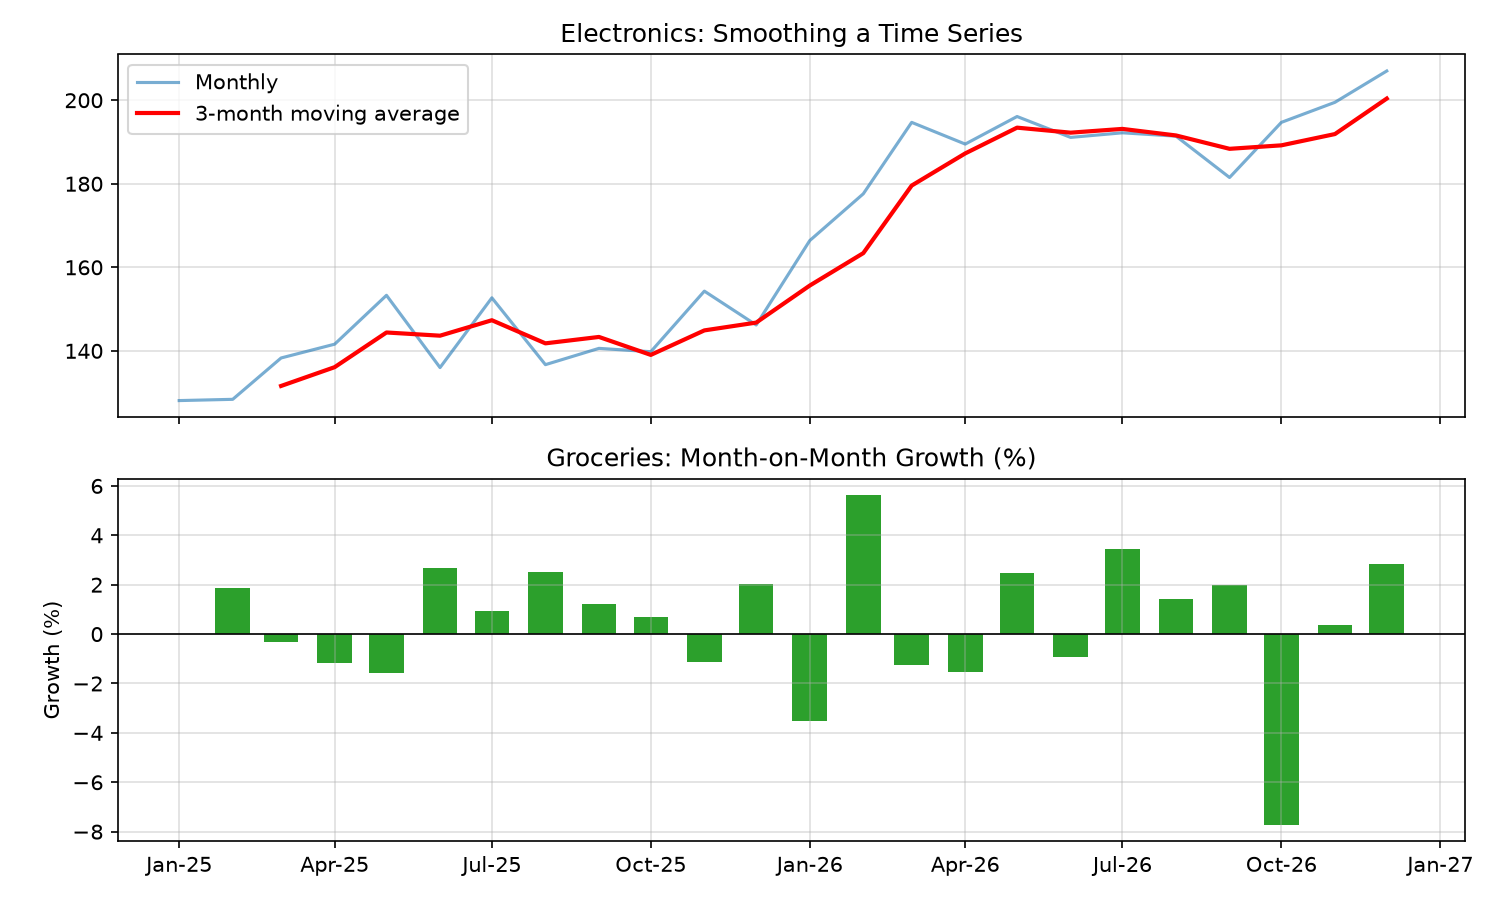 Electronics: Smoothing a Time Series
Monthly
3-month moving average
200
180
160
140
Groceries: Month-on-Month Growth (%)
Growth (%)
6
4
2
0
−2
−4
−6
−8
Jan-25 Apr-25 Jul-25 Oct-25 Jan-26 Apr-26 Jul-26 Oct-26 Jan-27